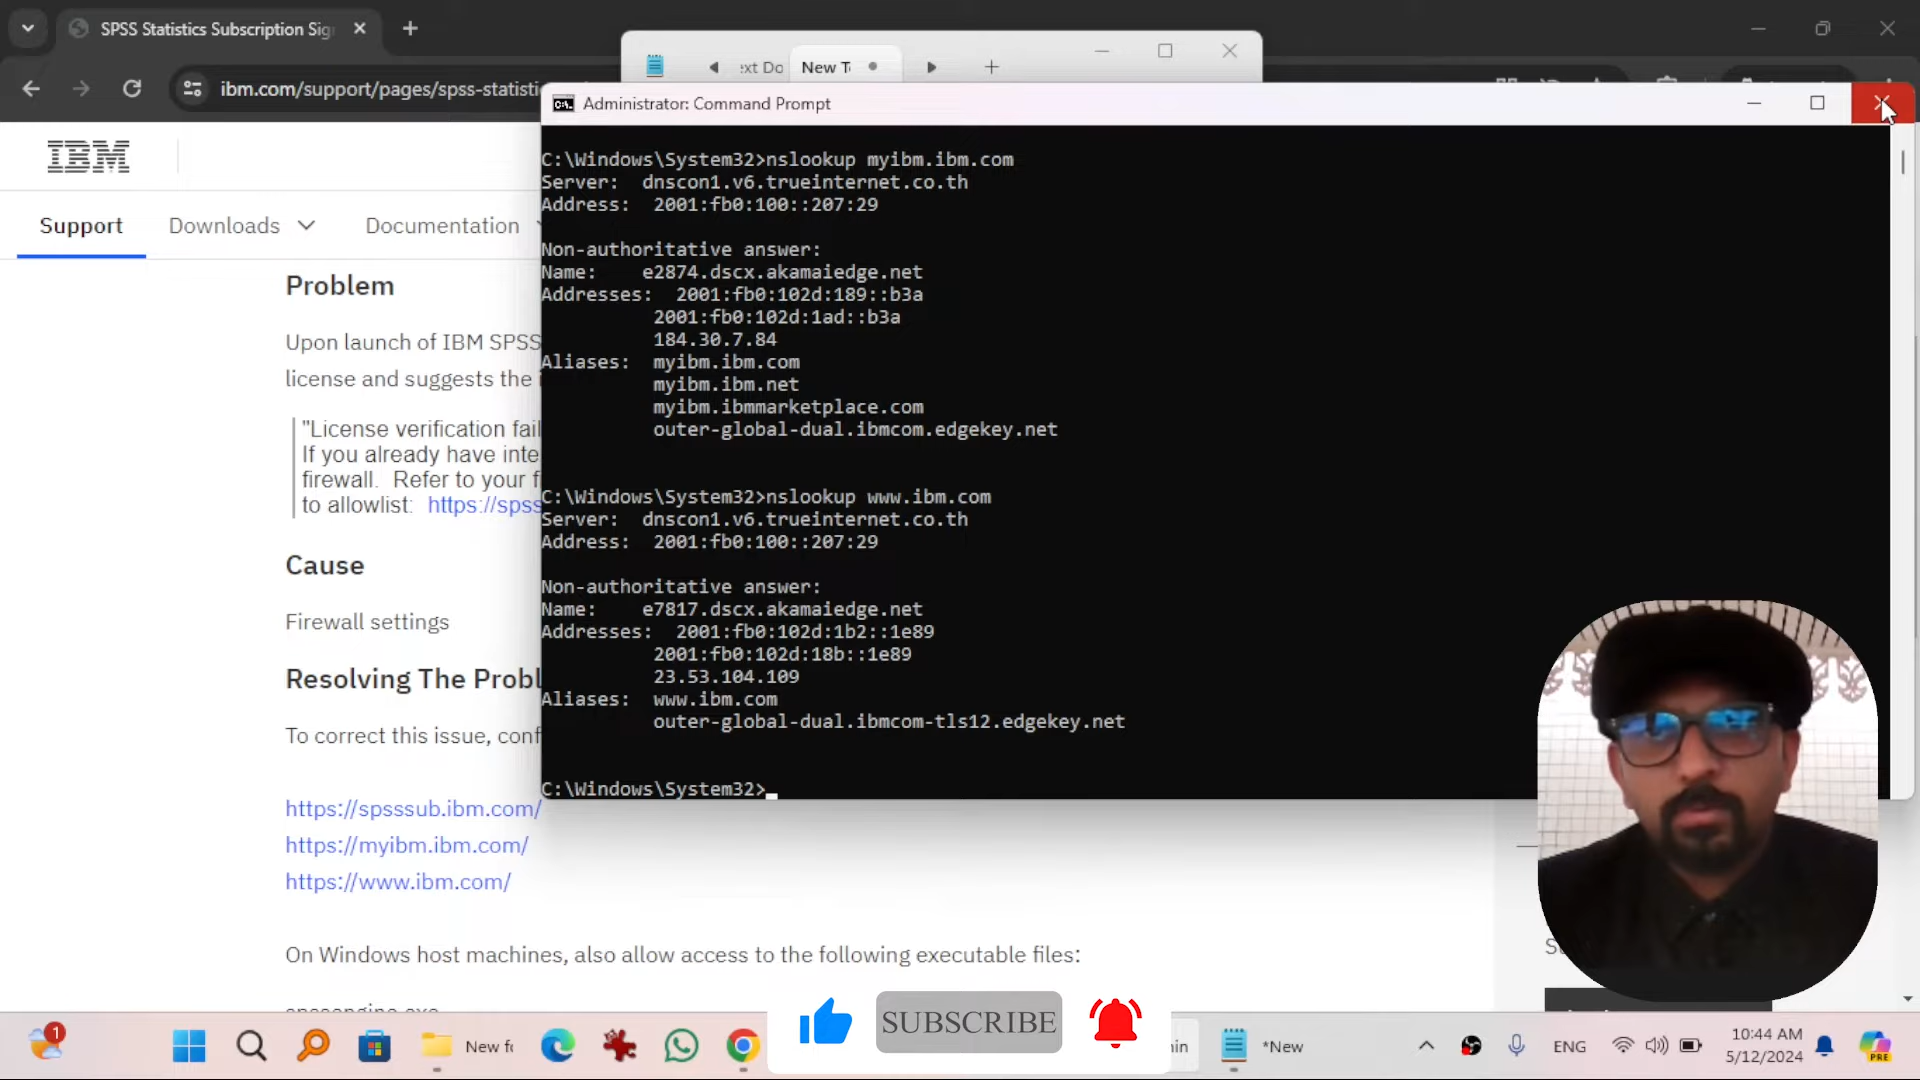 SPSS Statistics Subscription Sig
ibm.com/support/pages/spss-statisti
ext Do
New T
IBM
Support
Downloads
Documentation
Problem
Upon launch of IBM SPSS
license and suggests the
"License verification fail
If you already have inte
firewall. Refer to your f
to allowlist: https://spss
Cause
Firewall settings
Resolving The Probl
To correct this issue, conf
https://spsssub.ibm.com/
https://myibm.ibm.com/
https://www.ibm.com/
On Windows host machines, also allow access to the following executable files:
Administrator: Command Prompt
C:\Windows\System32>nslookup myibm.ibm.com
Server: dnscon1.v6.trueinternet.co.th
Address: 2001:fb0:100::207:29
Non-authoritative answer:
Name: e2874.dscx.akamaiedge.net
Addresses: 2001:fb0:102d:189::b3a
2001:fb0:102d:1ad::b3a
184.30.7.84
Aliases: myibm.ibm.com
myibm.ibm.net
myibm.ibmmarketplace.com
outer-global-dual.ibmcom.edgekey.net
C:\Windows\System32>nslookup www.ibm.com
Server: dnscon1.v6.trueinternet.co.th
Address: 2001:fb0:100::207:29
Non-authoritative answer:
Name: e7817.dscx.akamaiedge.net
Addresses: 2001:fb0:102d:1b2::1e89
2001:fb0:102d:18b::1e89
23.53.104.109
Aliases: www.ibm.com
outer-global-dual.ibmcom-tls12.edgekey.net
C:\Windows\System32>
SUBSCRIBE
1
New fo
min
*New
ENG
10:44 AM
5/12/2024
PRE